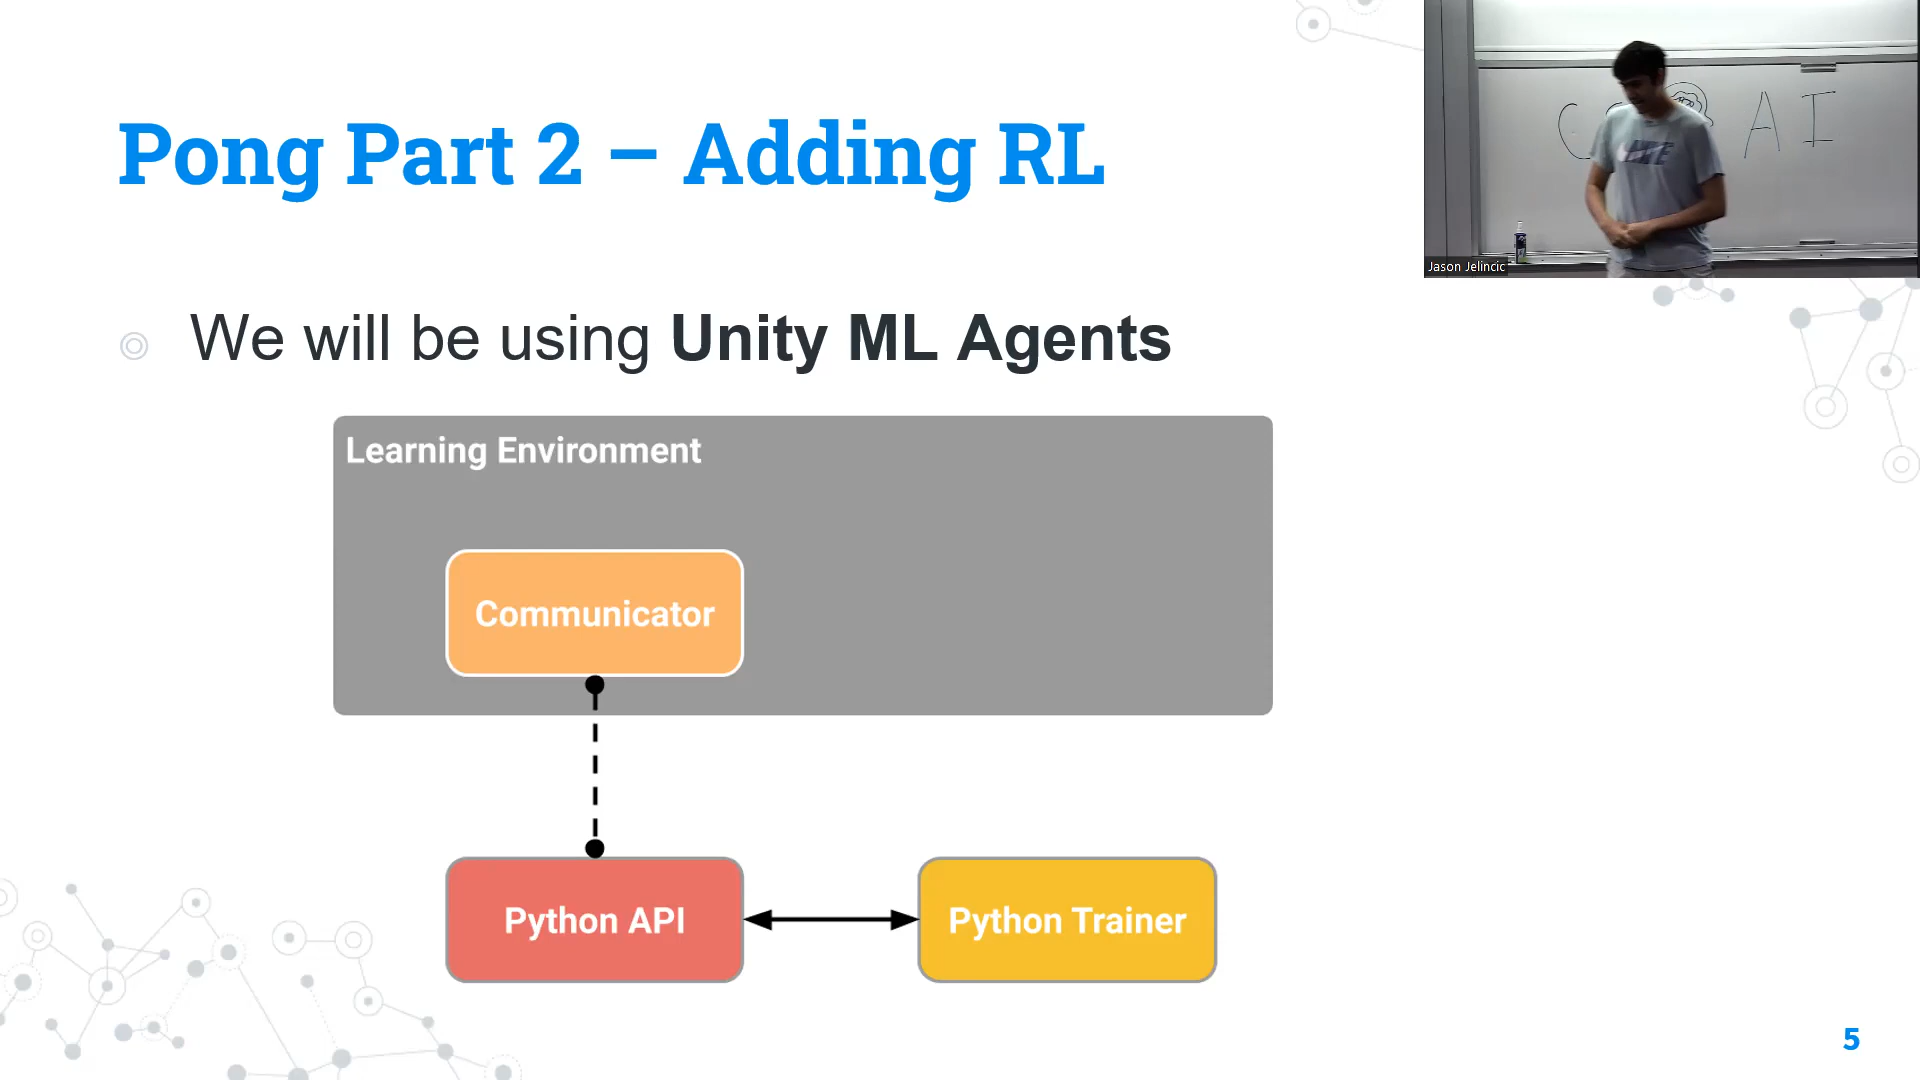 Pong Part 2 – Adding RL
We will be using Unity ML Agents
Learning Environment
Communicator
Python API
Python Trainer
5
AI
NIKE
Jason Jelincic